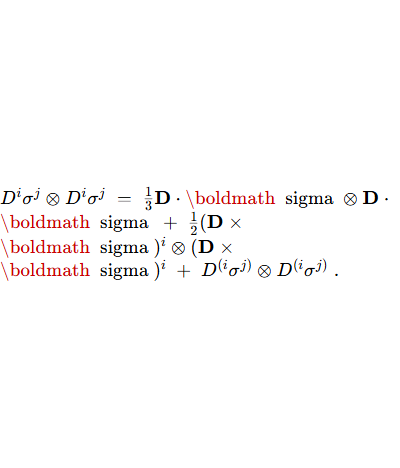 $D^i\sigma^j \otimes D^i\sigma^j \ = \ \frac{1}{3}\mathbf{D} \cdot$ \boldmath sigma $\otimes\, \mathbf{D} \cdot$
\boldmath sigma $+ \ \frac{1}{2}(\mathbf{D} \times$
\boldmath sigma $)^i \otimes (\mathbf{D} \times$
\boldmath sigma $)^i \ + \ D^{(i}\sigma^{j)} \otimes D^{(i}\sigma^{j)} \ .$